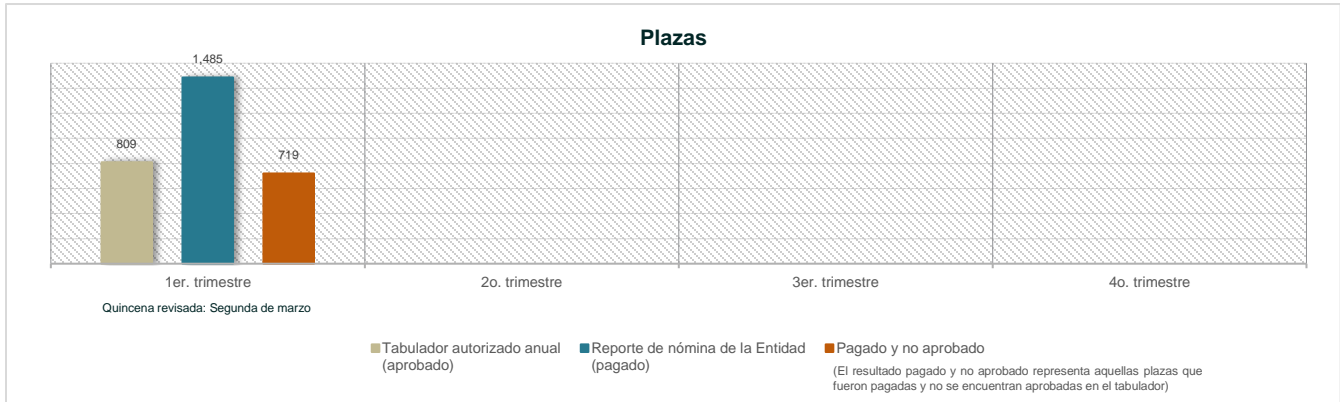 Plazas
1,485
809
719
1er. trimestre
2o. trimestre
3er. trimestre
4o. trimestre
Quincena revisada: Segunda de marzo
Tabulador autorizado anual
(aprobado)
Reporte de nómina de la Entidad
(pagado)
Pagado y no aprobado
(El resultado pagado y no aprobado representa aquellas plazas que
fueron pagadas y no se encuentran aprobadas en el tabulador)